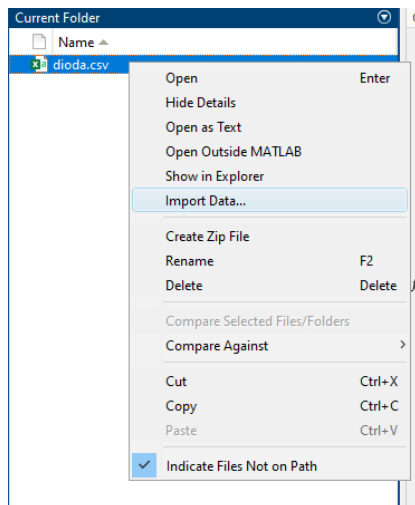 Current Folder
Name
dioda.csv
Open Enter
Hide Details
Open as Text
Open Outside MATLAB
Show in Explorer
Import Data...
Create Zip File
Rename F2
Delete Delete
Compare Selected Files/Folders
Compare Against
Cut Ctrl+X
Copy Ctrl+C
Paste Ctrl+V
Indicate Files Not on Path